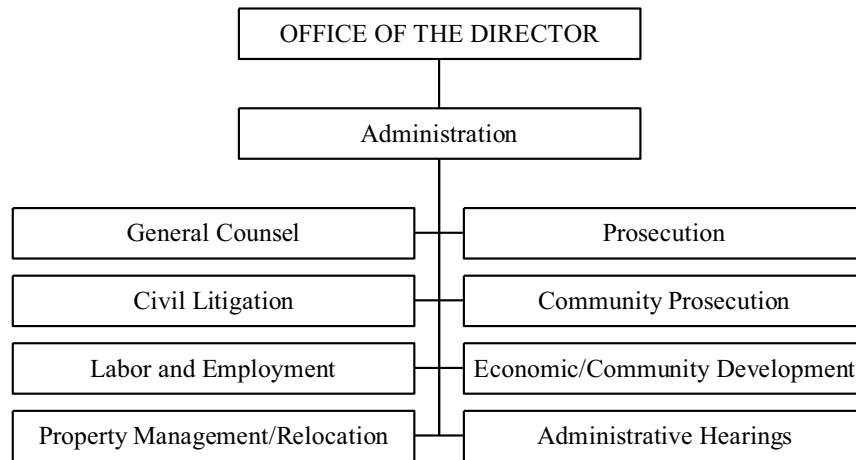 OFFICE OF THE DIRECTOR
Administration
General Counsel
Prosecution
Civil Litigation
Community Prosecution
Labor and Employment
Economic/Community Development
Property Management/Relocation
Administrative Hearings